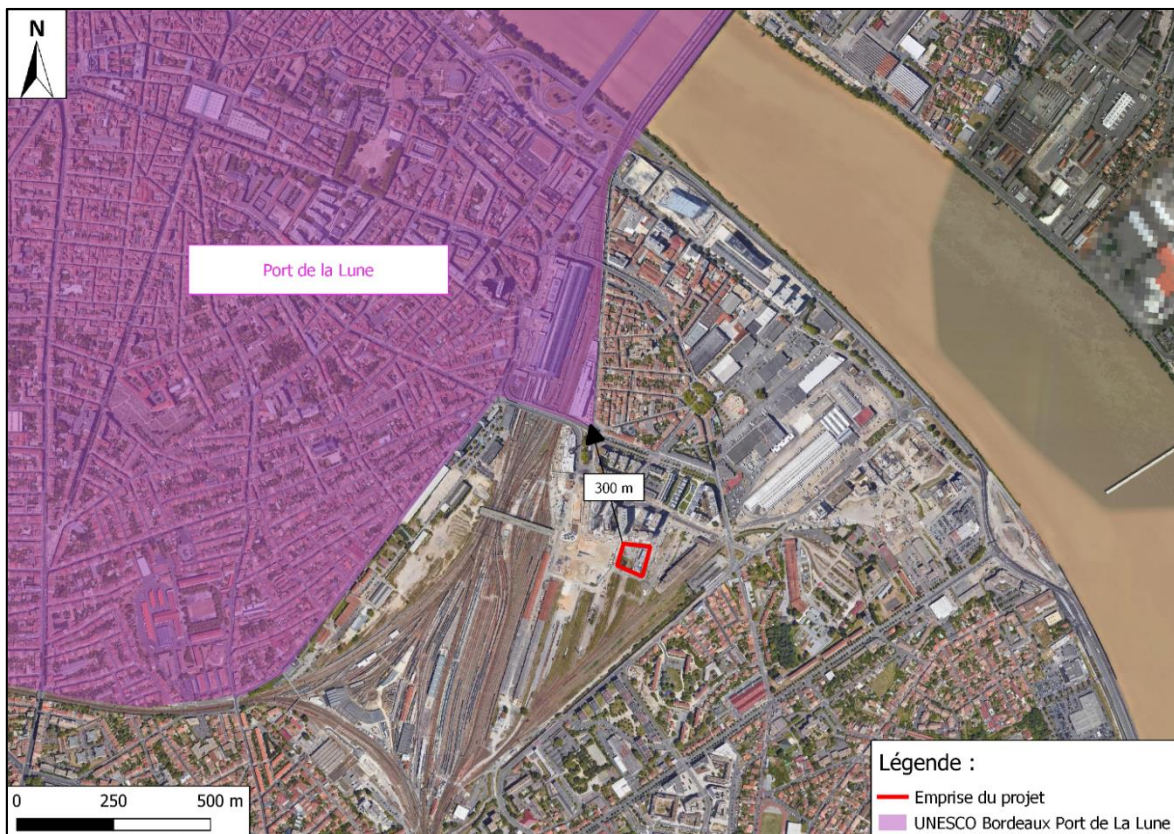 N
Port de la Lune
300 m
0 250 500 m
Légende :
Emprise du projet
UNESCO Bordeaux Port de La Lune